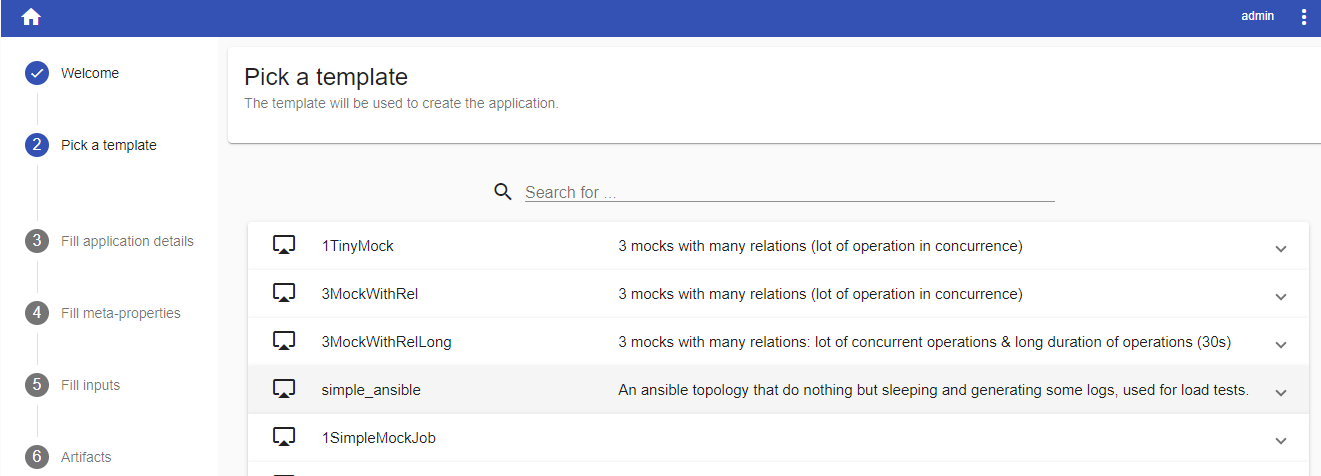 admin
Welcome
2 Pick a template
3 Fill application details
4 Fill meta-properties
5 Fill inputs
6 Artifacts
Pick a template
The template will be used to create the application.
Search for ...
1TinyMock 3 mocks with many relations (lot of operation in concurrence)
3MockWithRel 3 mocks with many relations (lot of operation in concurrence)
3MockWithRelLong 3 mocks with many relations: lot of concurrent operations & long duration of operations (30s)
simple_ansible An ansible topology that do nothing but sleeping and generating some logs, used for load tests.
1SimpleMockJob